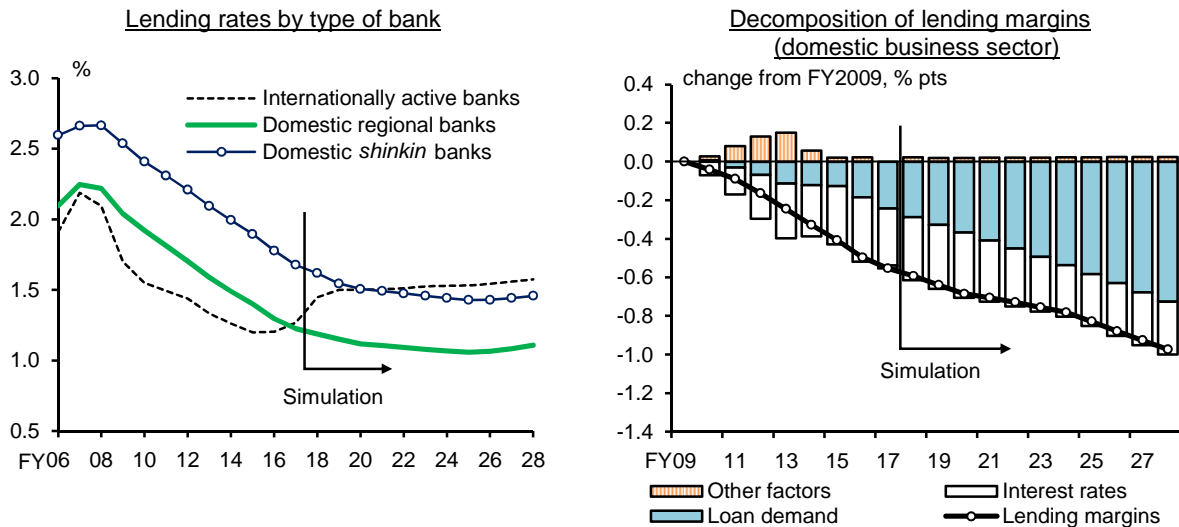 Lending rates by type of bank
%
3.0
2.5
2.0
1.5
1.0
0.5
Internationally active banks
Domestic regional banks
Domestic shinkin banks
Simulation
FY06 08 10 12 14 16 18 20 22 24 26 28
Decomposition of lending margins
(domestic business sector)
change from FY2009, % pts
0.4
0.2
0.0
-0.2
-0.4
-0.6
-0.8
-1.0
-1.2
-1.4
Simulation
FY09 11 13 15 17 19 21 23 25 27
Other factors
Interest rates
Loan demand
Lending margins